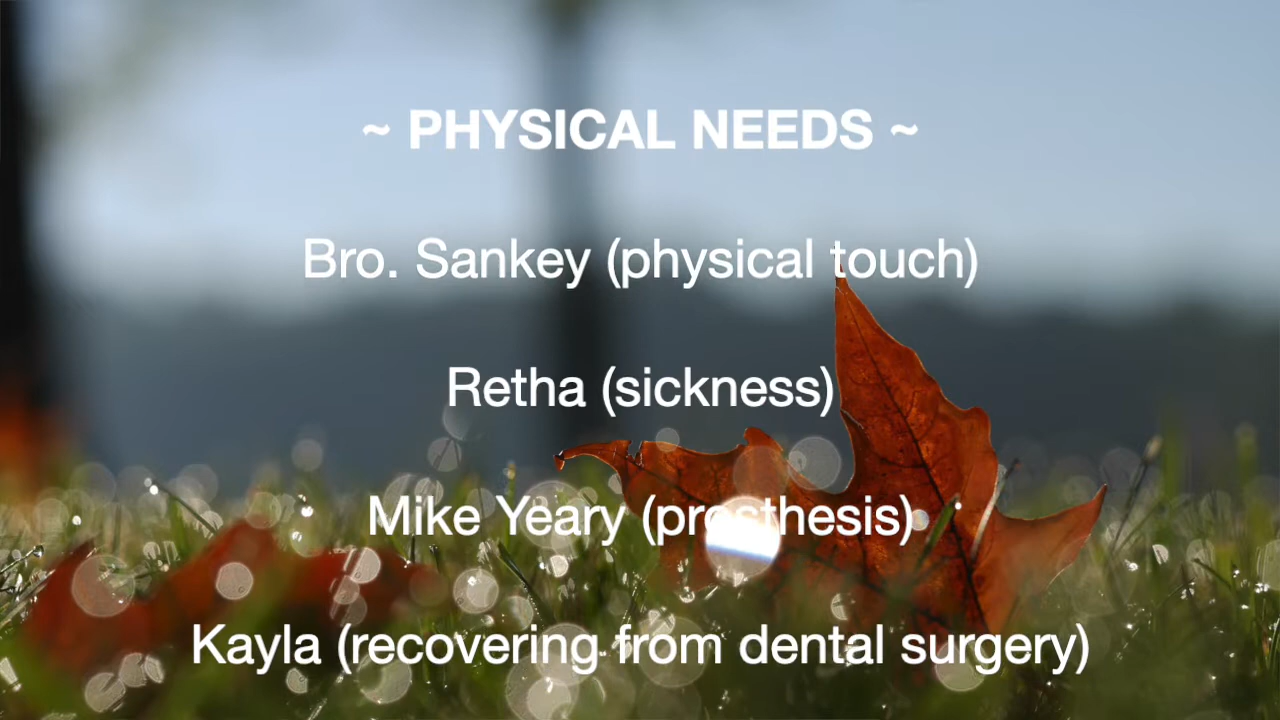 ~ PHYSICAL NEEDS ~
Bro. Sankey (physical touch)
Retha (sickness)
Mike Yeary (prosthesis)
Kayla (recovering from dental surgery)